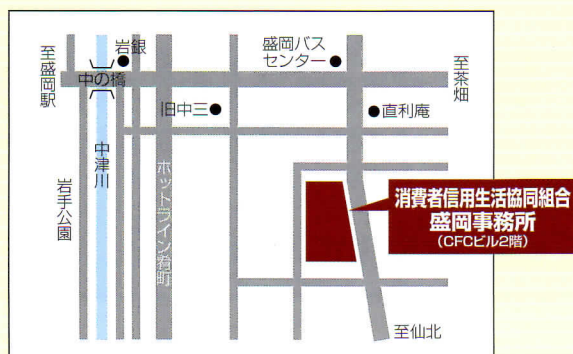 至盛岡駅
岩銀
中の橋
盛岡バス
センター
至茶畑
旧中三
直利庵
中津川
岩手公園
ホットライン肴町
消費者信用生活協同組合
盛岡事務所
(CFCビル2階)
至仙北